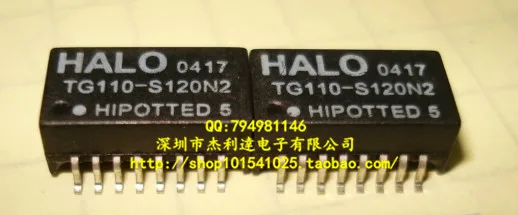 HALO 0417
TG110-S120N2
HIPOTTED 5
HALO 0417
TG110-S120N2
HIPOTTED 5
QQ:794981146
深圳市杰利達电子有限公司
http://shop101541025.taobao.com/